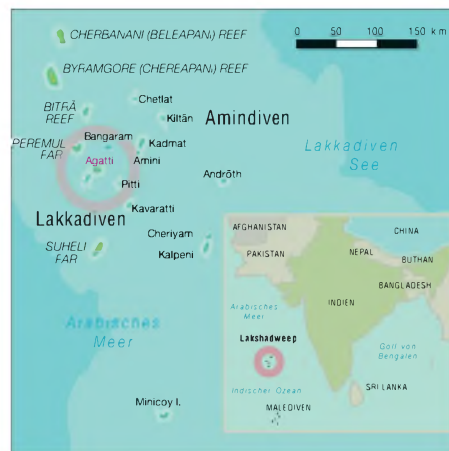 CHERBANANI (BELEAPANI) REEF
0 50 100 150 km
BYRAMGORE (CHEREAPANI) REEF
Chetlat
BITRĀ
REEF
Kiltān
Amindiven
PEREMUL
FAR
Bangaram
Kadmat
Lakkadiven
See
Agatti
Amini
Pitti
Andrōth
Kavaratti
Lakkadiven
Cheriyam
SUHELI
FAR
Kalpeni
Arabisches
Meer
Minicoy I.
AFGHANISTAN
CHINA
PAKISTAN
NEPAL
BUTHAN
BANGLADESH
INDIEN
Arabisches
Meer
Lakshadweep
Golf von
Bengalen
Indischer Ozean
SRI LANKA
MALEDIVEN